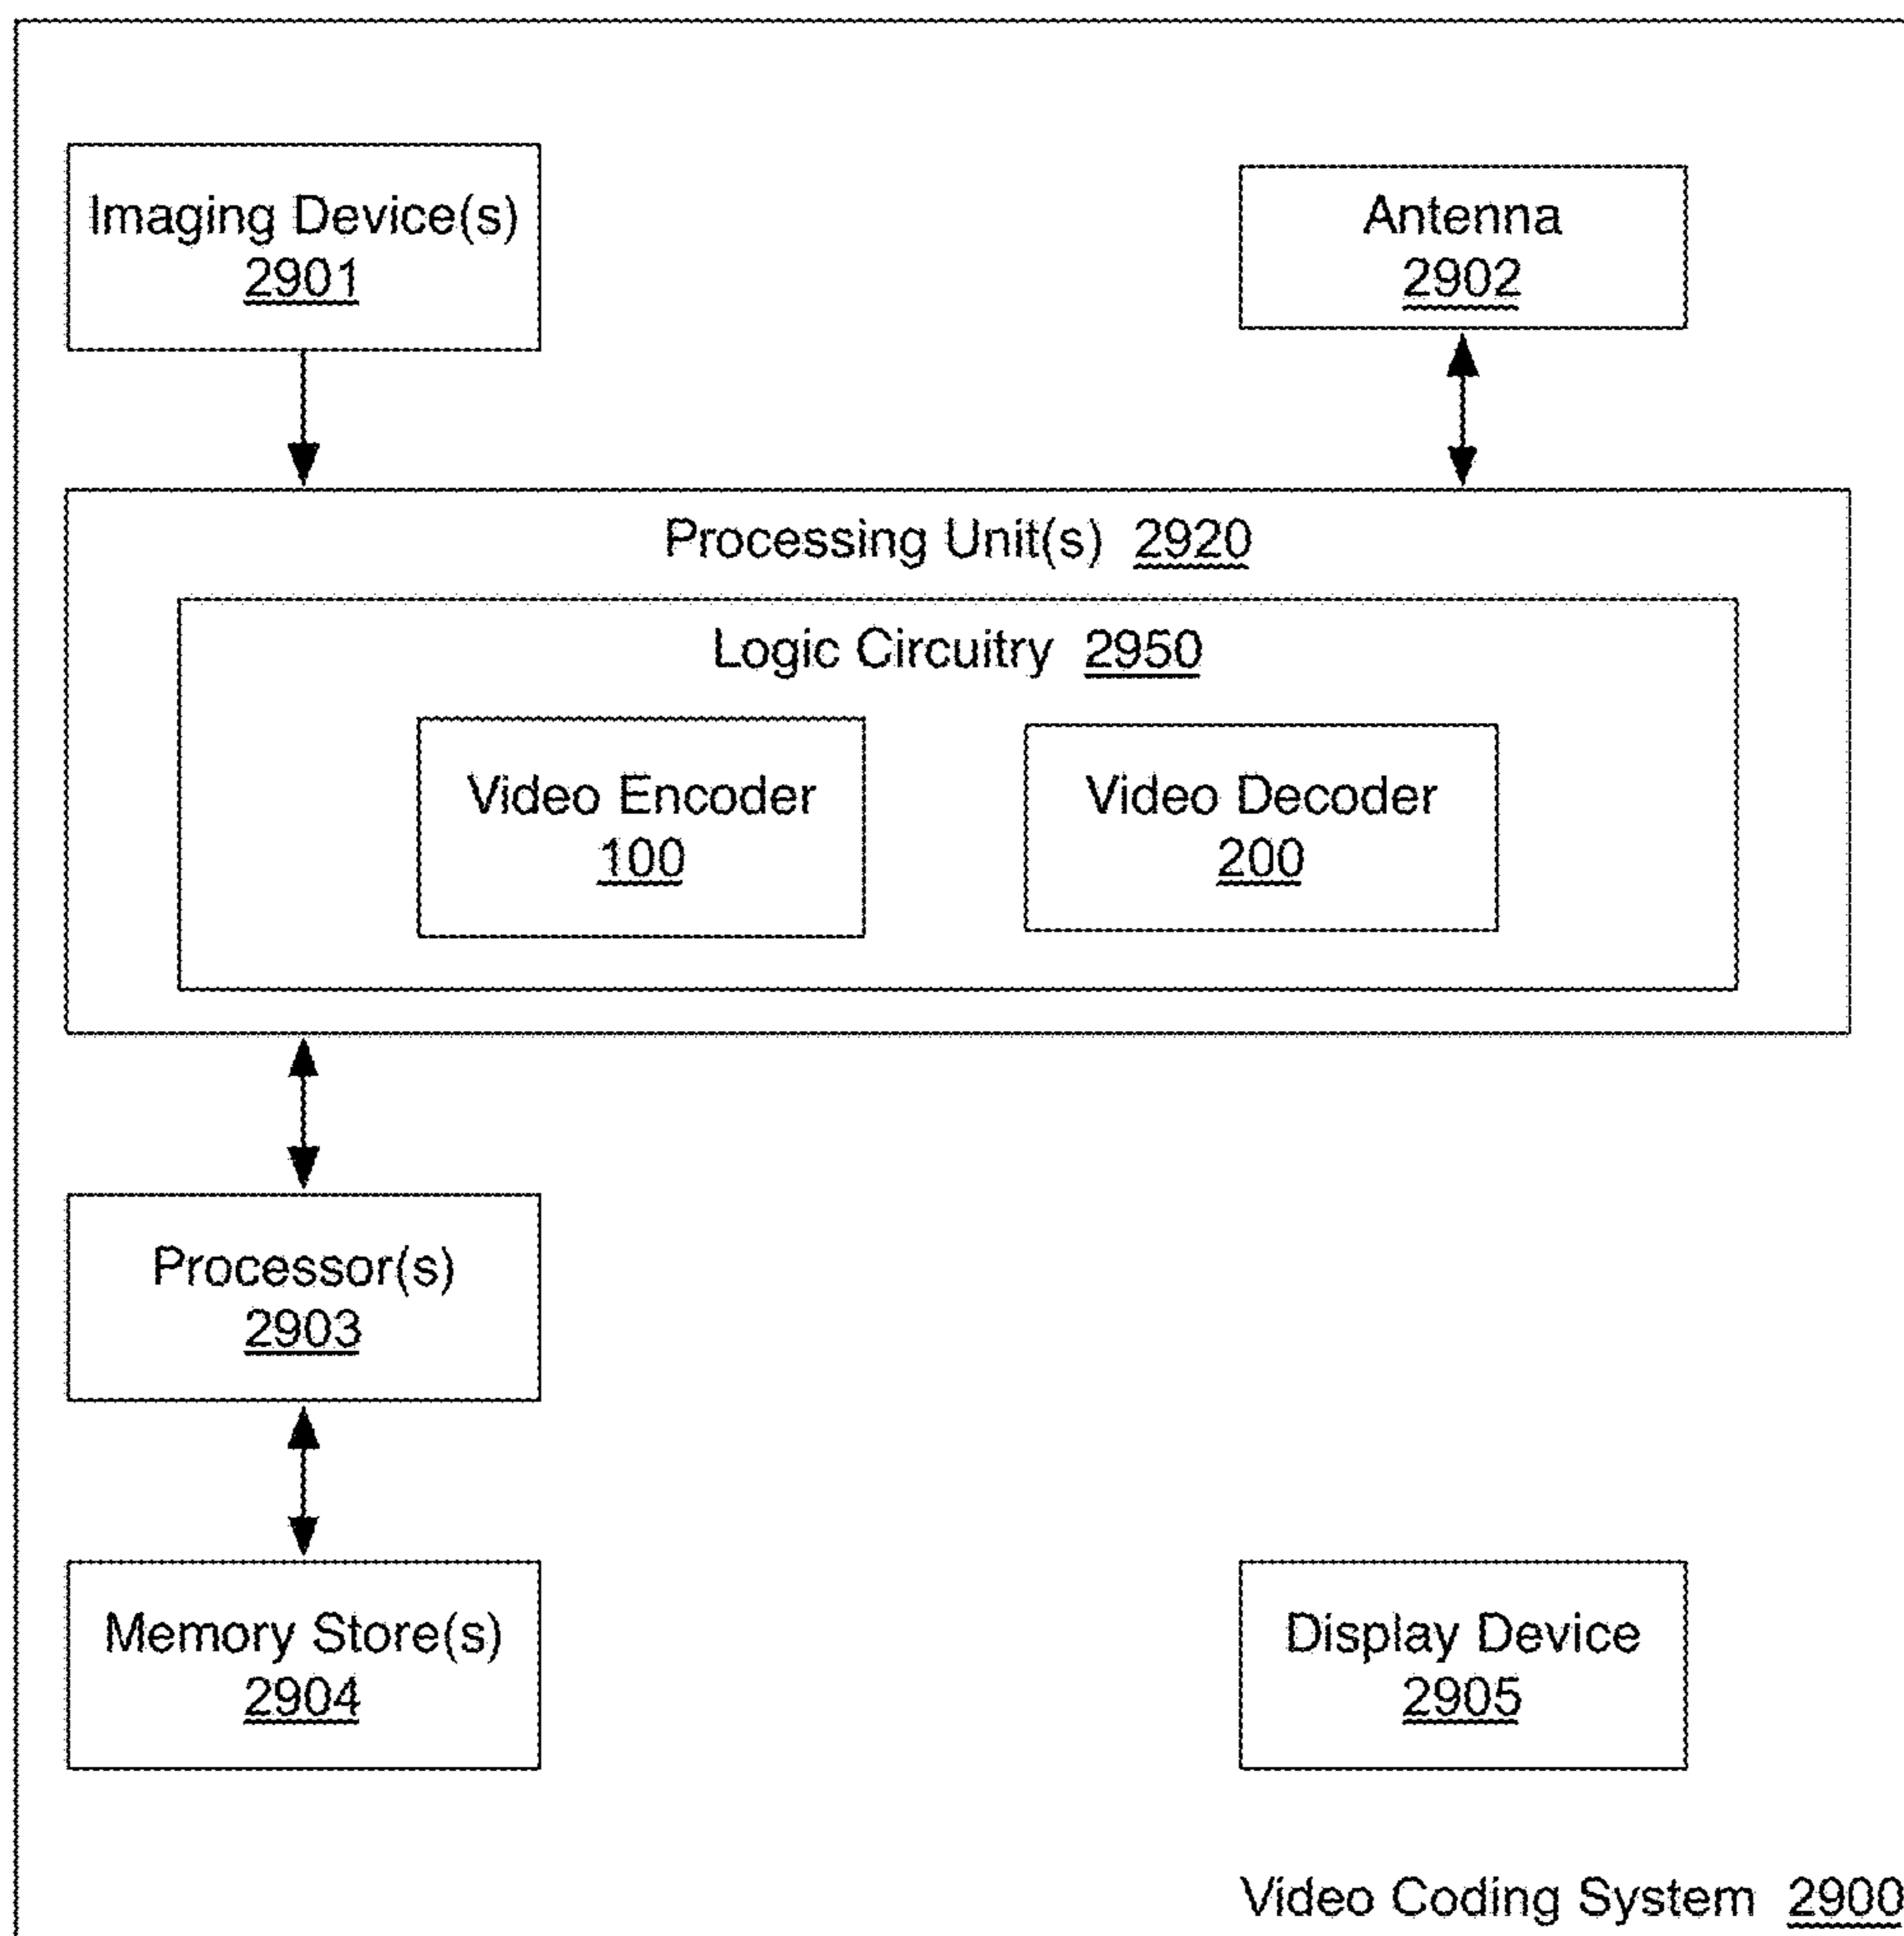 Imaging Device(s)
2901
Antenna
2902
Processing Unit(s) 2920
Logic Circuitry 2950
Video Encoder
100
Video Decoder
200
Processor(s)
2903
Memory Store(s)
2904
Display Device
2905
Video Coding System 2900